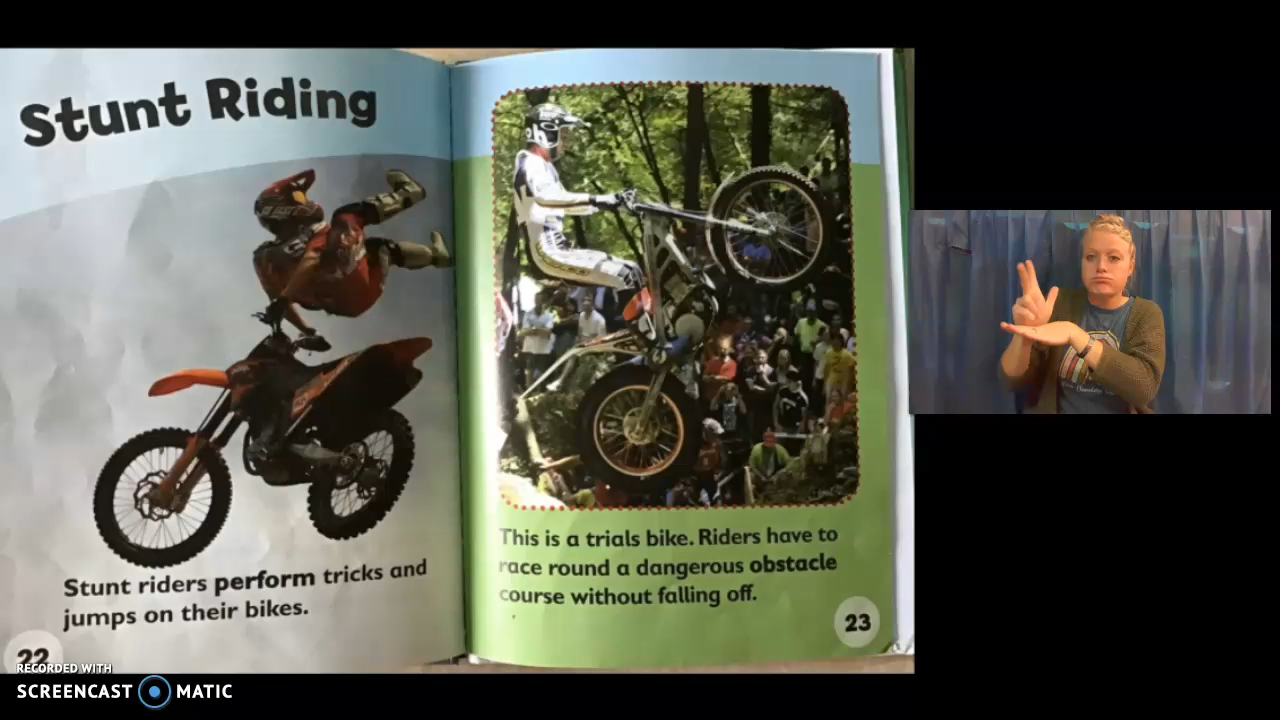 Stunt Riding
Stunt riders perform tricks and
jumps on their bikes.
22
This is a trials bike. Riders have to
race round a dangerous obstacle
course without falling off.
23
RECORDED WITH
SCREENCAST MATIC